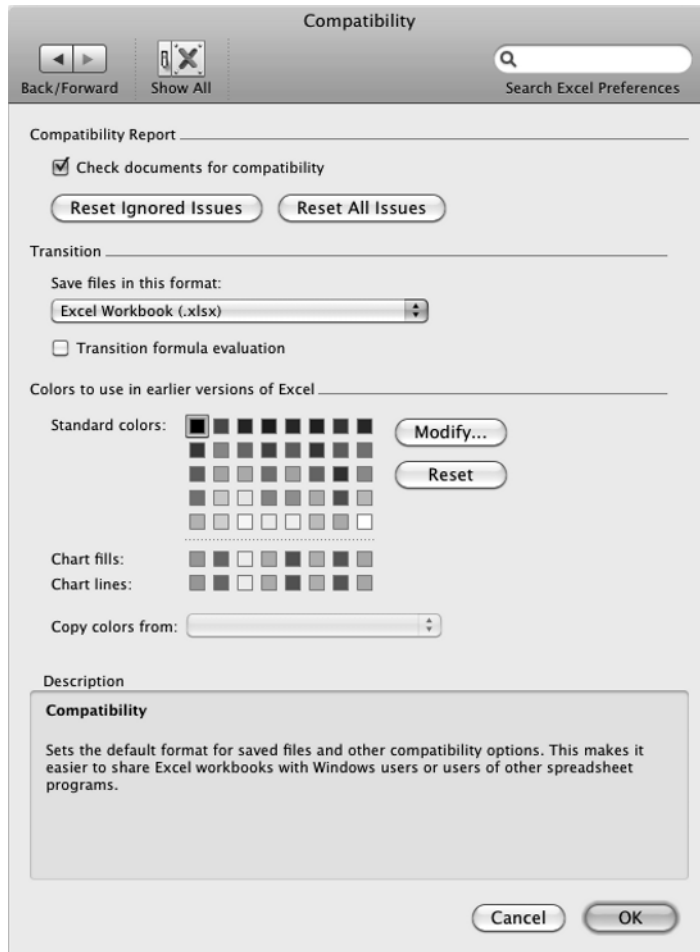 Compatibility
Back/Forward
Show All
Search Excel Preferences
Compatibility Report
Check documents for compatibility
Reset Ignored Issues
Reset All Issues
Transition
Save files in this format:
Excel Workbook (.xlsx)
Transition formula evaluation
Colors to use in earlier versions of Excel
Standard colors:
Modify...
Reset
Chart fills:
Chart lines:
Copy colors from:
Description
Compatibility
Sets the default format for saved files and other compatibility options. This makes it
easier to share Excel workbooks with Windows users or users of other spreadsheet
programs.
Cancel
OK